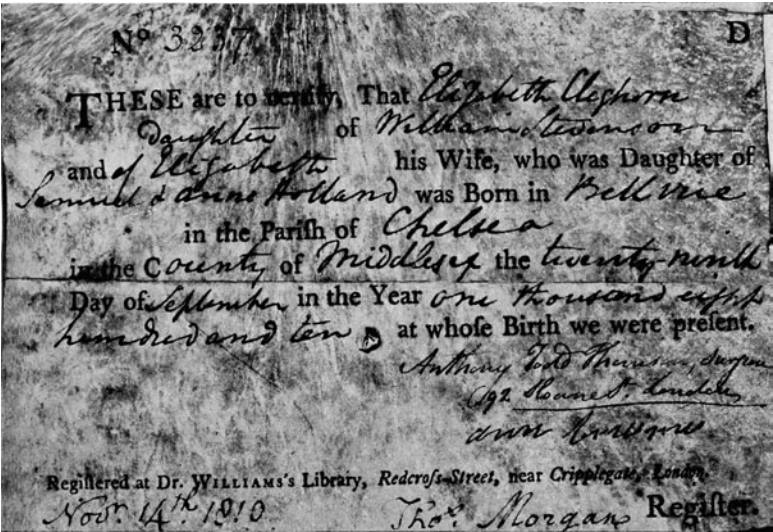 No 3237 D
THESE are to certify, That Elizabeth Cleghorn
Daughter of William Stevenson
and of Elizabeth his Wife, who was Daughter of
Samuel & Anne Holland was Born in Bellvue
in the Pariſh of Chelsea
in the County of Middlesex the twenty-ninth
Day of September in the Year one thousand eight
hundred and ten at whoſe Birth we were preſent.
Anthony Todd Thomson, Surgeon
Sloane St. London
Ann
Regiſtered at Dr. WILLIAMS's Library, Redcroſs-Street, near Cripplegate, London.
Novr. 14th 1810 Thos. Morgan Regiſter.